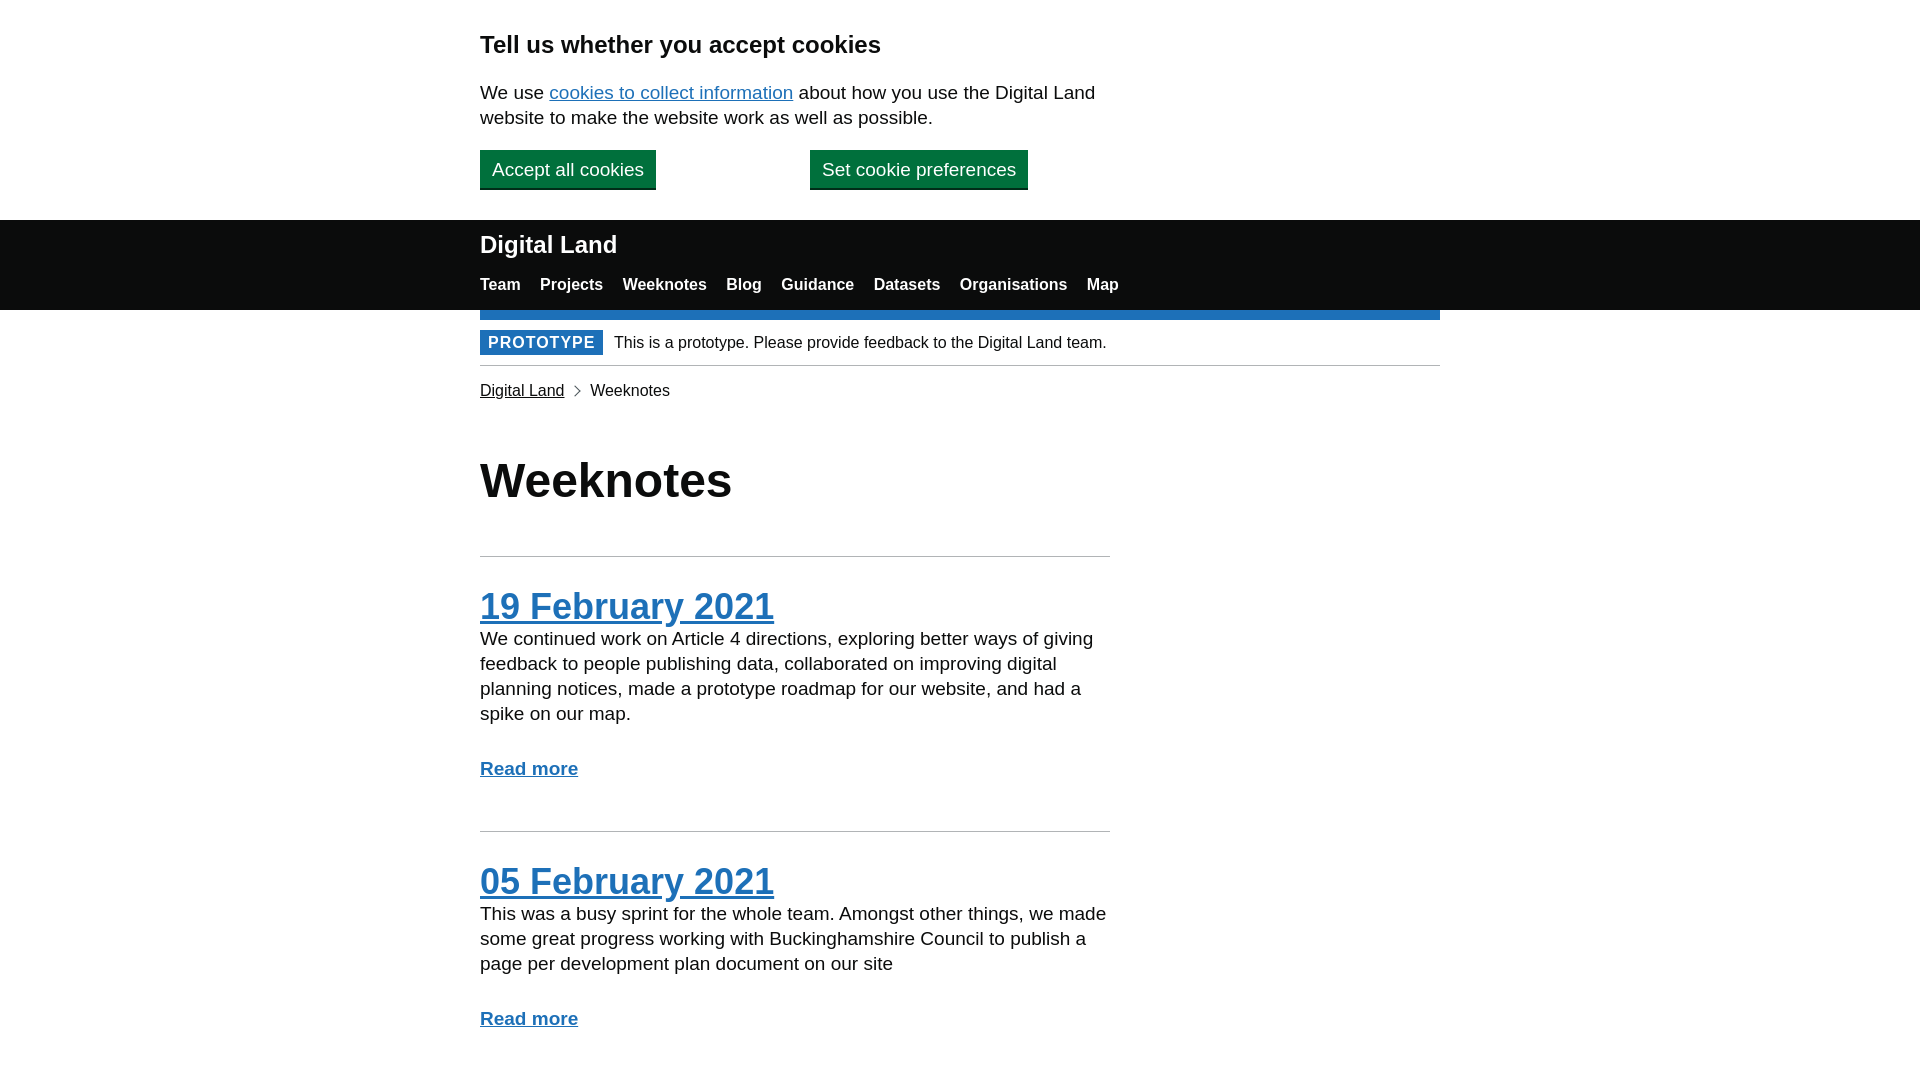 Tell us whether you accept cookies
We use cookies to collect information about how you use the Digital Land
website to make the website work as well as possible.
Accept all cookies
Set cookie preferences
Digital Land
Team Projects Weeknotes Blog Guidance Datasets Organisations Map
PROTOTYPE This is a prototype. Please provide feedback to the Digital Land team.
Digital Land Weeknotes
Weeknotes
19 February 2021
We continued work on Article 4 directions, exploring better ways of giving
feedback to people publishing data, collaborated on improving digital
planning notices, made a prototype roadmap for our website, and had a
spike on our map.
Read more
05 February 2021
This was a busy sprint for the whole team. Amongst other things, we made
some great progress working with Buckinghamshire Council to publish a
page per development plan document on our site
Read more